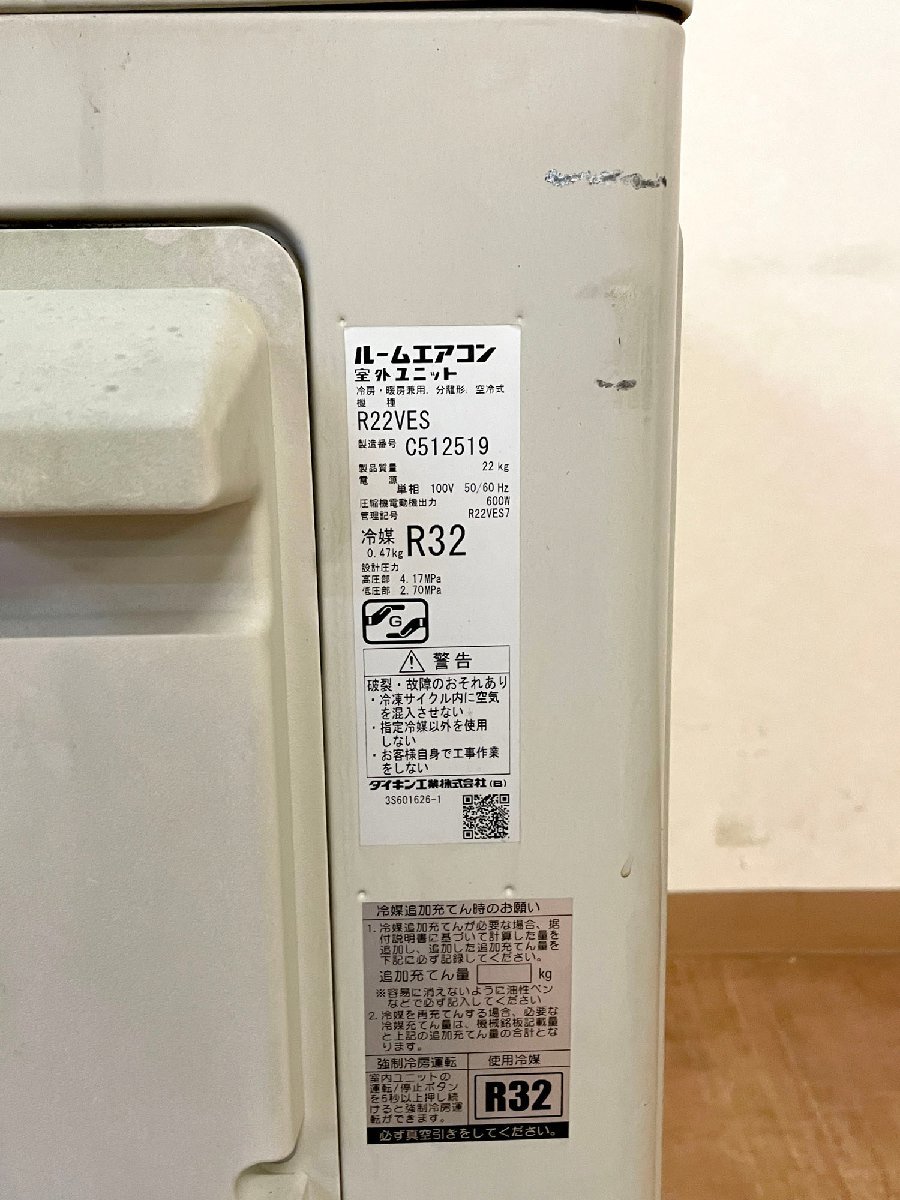 ルームエアコン
室外ユニット
冷房・暖房兼用, 分離形, 空冷式
機 種
R22VES
製造番号 C512519
製品質量 22 kg
電 源
単相 100V 50/60 Hz
圧縮機電動機出力 600W
管理記号 R22VES7
冷媒 R32
0.47kg
設計圧力
高圧部 4.17MPa
低圧部 2.70MPa
G
警告
破裂・故障のおそれあり
・冷凍サイクル内に空気
を混入させない
・指定冷媒以外を使用
しない
・お客様自身で工事作業
をしない
ダイキン工業株式会社(日)
3S601626-1
冷媒追加充てん時のお願い
1. 冷媒追加充てんが必要な場合、据
付説明書に基づいて計算した量を
追加し、追加した追加充てん量を
下記に必ず記録してください。
追加充てん量 kg
※容易に消えないように油性ペン
などで必ず記入してください
2. 冷媒を再充てんする場合、必要な
冷媒充てん量は、機械銘板記載量
と上記の追加充てん量の合計とな
ります。
強制冷房運転 使用冷媒
室内ユニットの
運転/停止ボタン
を5秒以上押し続
けると強制冷房運
転ができます。
R32
必ず真空引きをしてください。